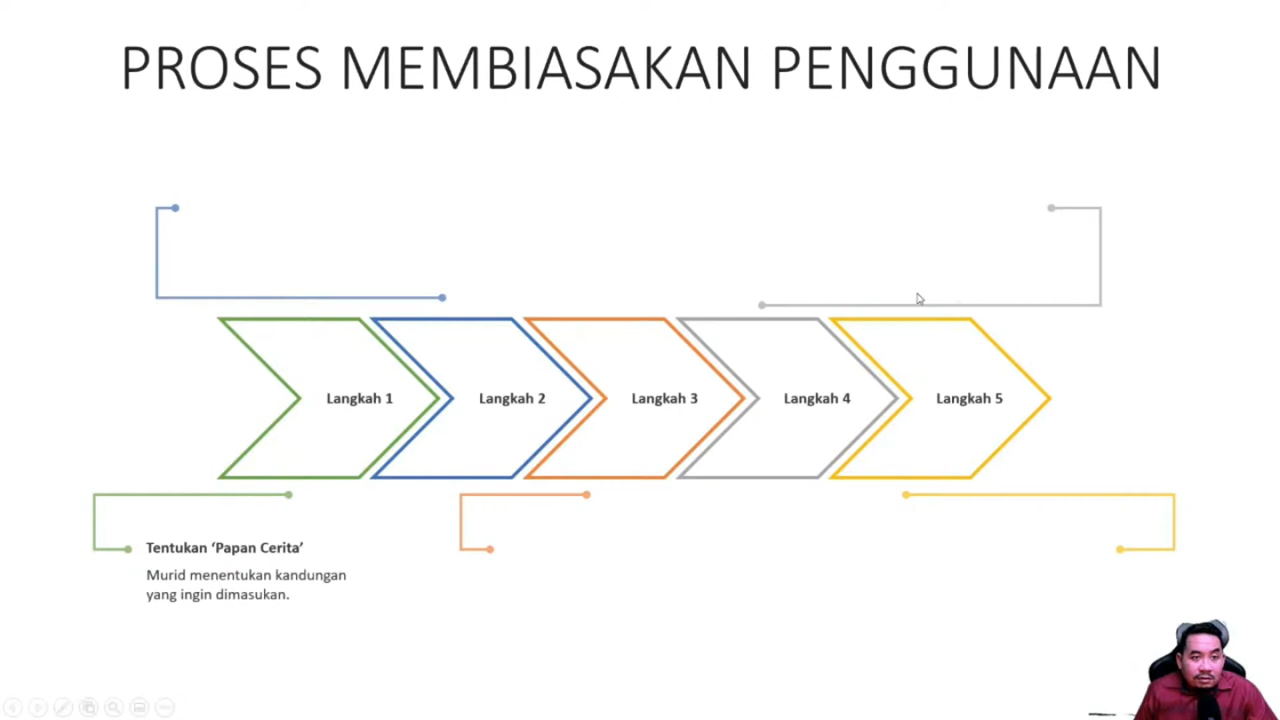 PROSES MEMBIASAKAN PENGGUNAAN
Langkah 1
Langkah 2
Langkah 3
Langkah 4
Langkah 5
Tentukan ‘Papan Cerita’
Murid menentukan kandungan
yang ingin dimasukan.